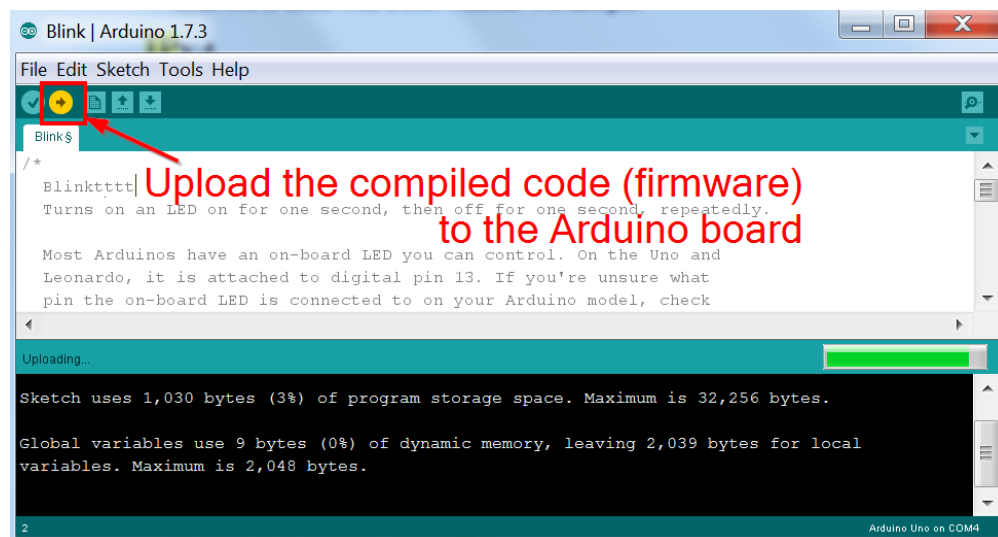 Blink | Arduino 1.7.3
File Edit Sketch Tools Help
Blink§
/*
Blinktttt
Upload the compiled code (firmware)
Turns on an LED on for one second, then off for one second, repeatedly.
to the Arduino board
Most Arduinos have an on-board LED you can control. On the Uno and
Leonardo, it is attached to digital pin 13. If you're unsure what
pin the on-board LED is connected to on your Arduino model, check
Uploading...
Sketch uses 1,030 bytes (3%) of program storage space. Maximum is 32,256 bytes.
Global variables use 9 bytes (0%) of dynamic memory, leaving 2,039 bytes for local
variables. Maximum is 2,048 bytes.
2
Arduino Uno on COM4